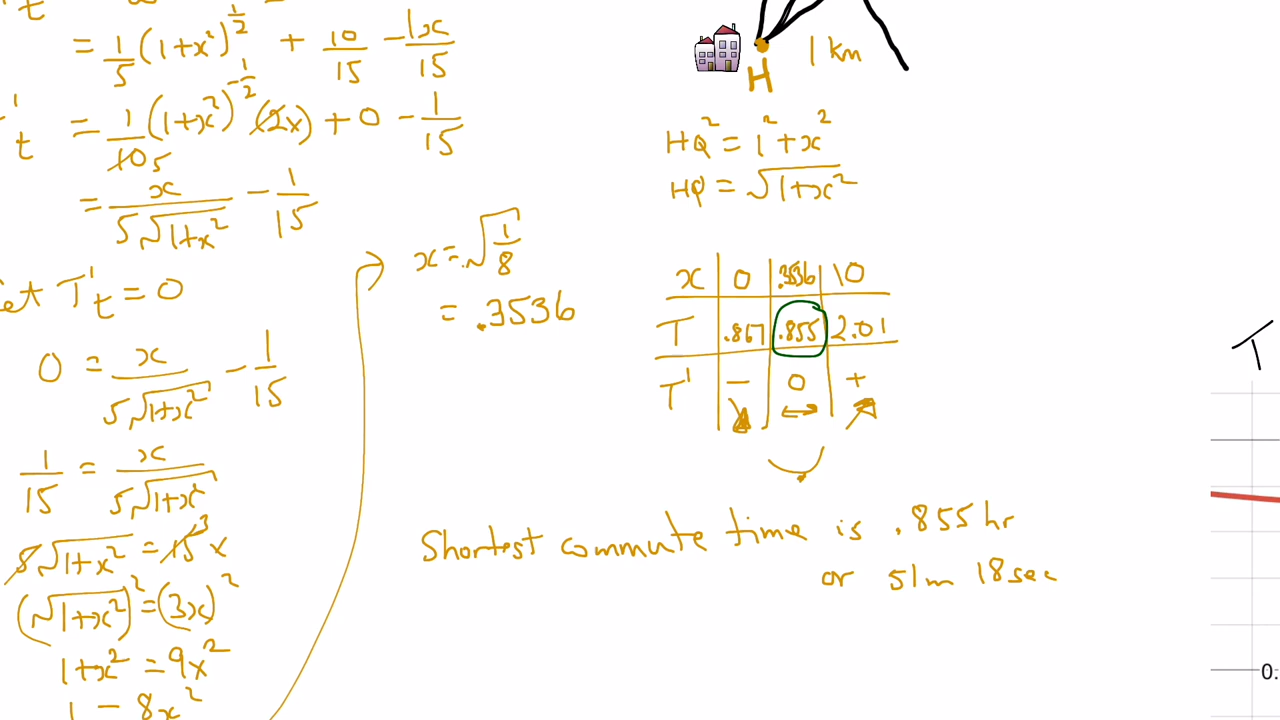 t
= 1/5 (1+x²)^(1/2) + 10/15 - 1x/15
'
t = 1/10 5 (1+x²)^(-1/2) (2x) + 0 - 1/15
= x/(5√(1+x²)) - 1/15
et T't = 0
0 = x/(5√(1+x²)) - 1/15
1/15 = x/(5√(1+x²))
5√(1+x²) = 15 3 x
(√(1+x²))² = (3x)²
1+x² = 9x²
1 = 8x²
x = √(1/8)
= .3536
H
1 km
HQ² = 1² + x²
HQ = √(1+x²)
x 0 .3536 10
T .867 .855 2.01
T' - 0 +
Shortest commute time is .855 hr
or 51m 18sec
T
0.